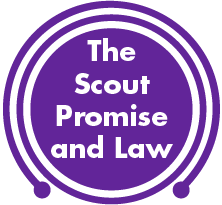 The
Scout
Promise
and Law